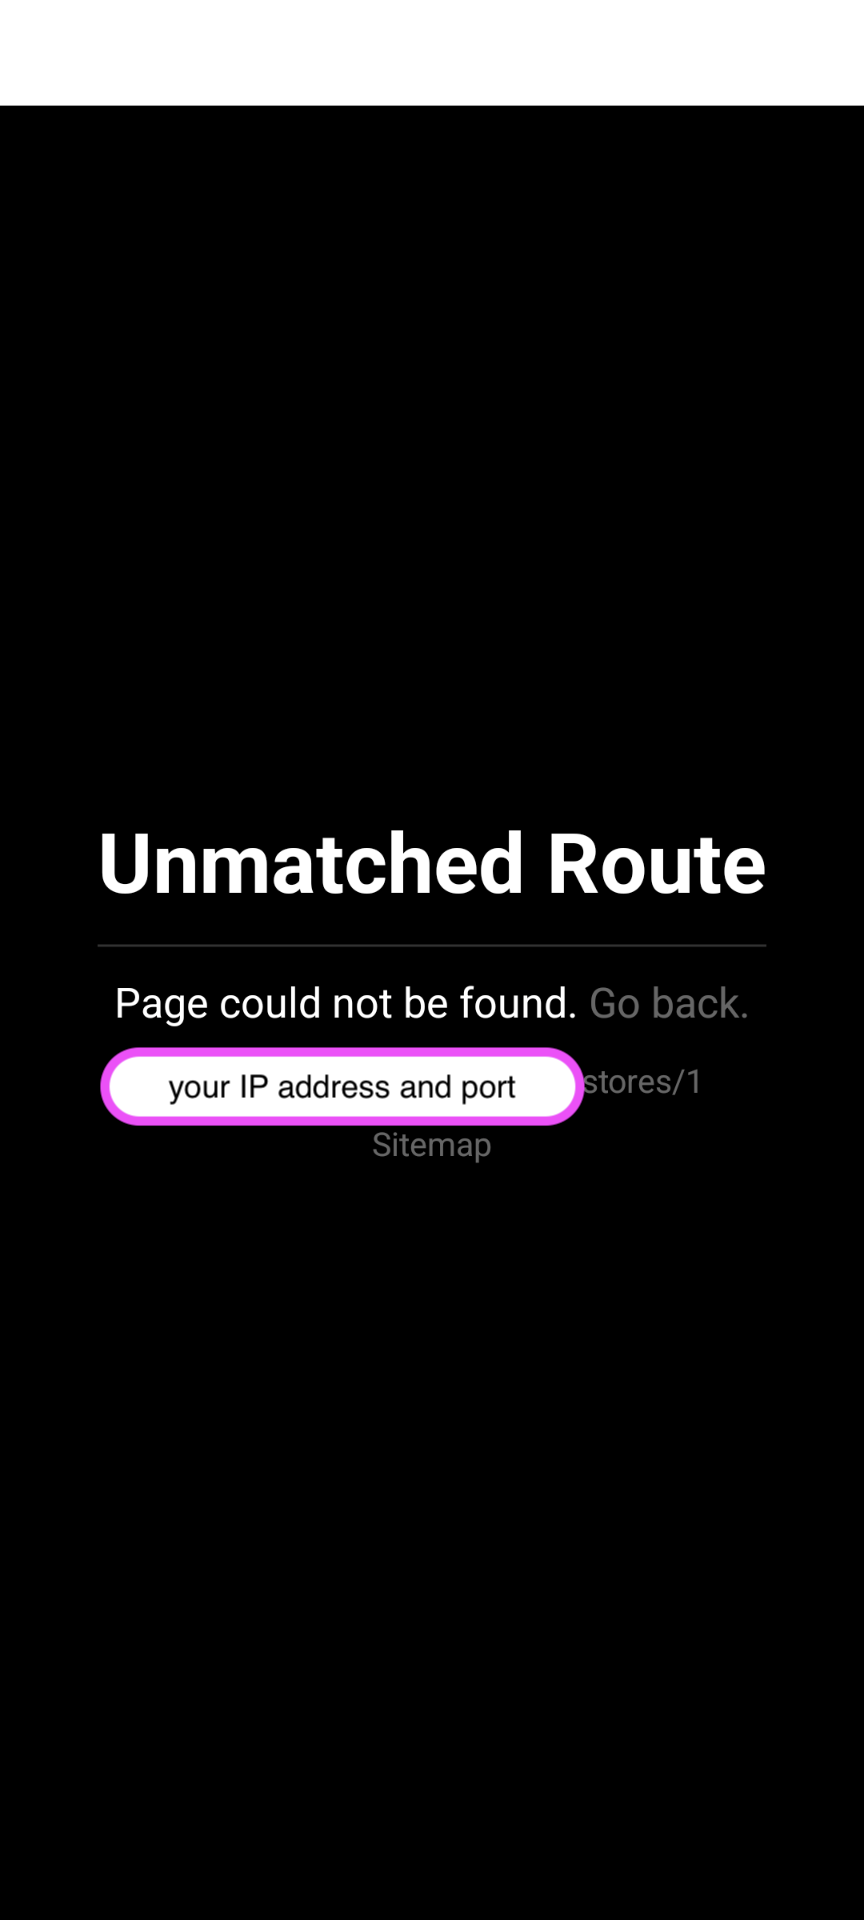 Unmatched Route
Page could not be found. Go back.
your IP address and port stores/1
Sitemap